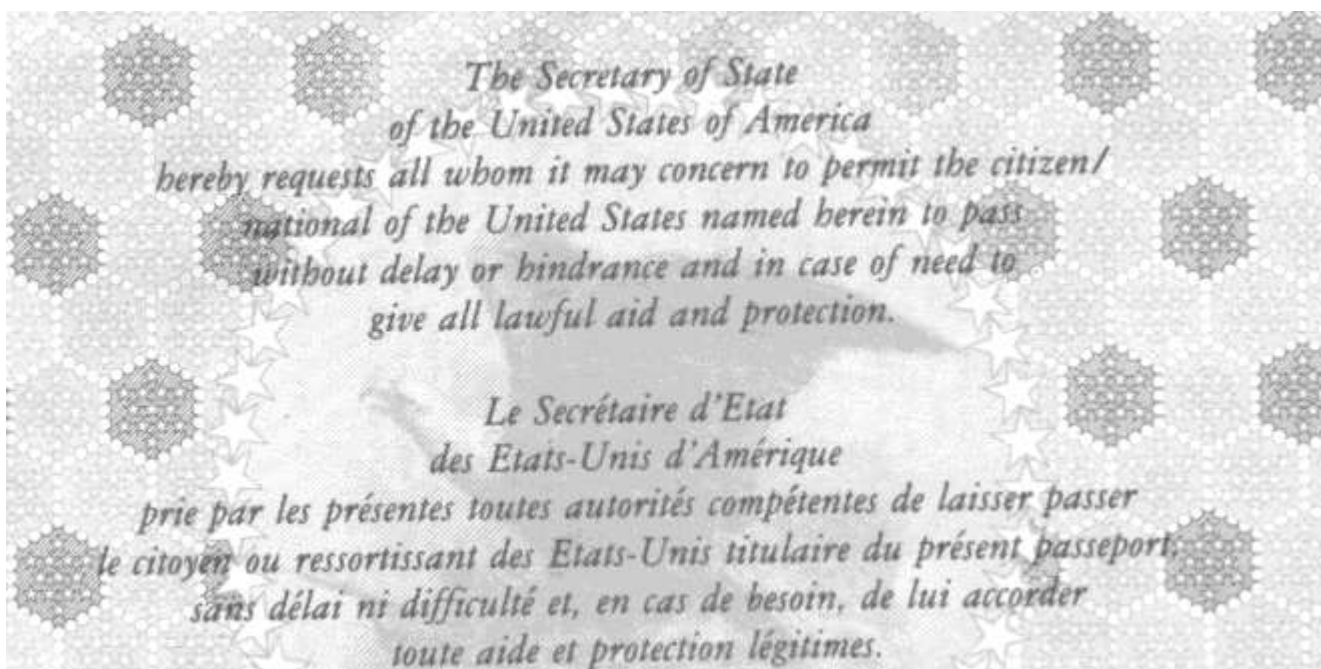 The Secretary of State
of the United States of America
hereby requests all whom it may concern to permit the citizen/
national of the United States named herein to pass
without delay or hindrance and in case of need to
give all lawful aid and protection.
Le Secrétaire d'Etat
des Etats-Unis d'Amérique
prie par les présentes toutes autorités compétentes de laisser passer
le citoyen ou ressortissant des Etats-Unis titulaire du présent passeport,
sans délai ni difficulté et, en cas de besoin, de lui accorder
toute aide et protection légitimes.